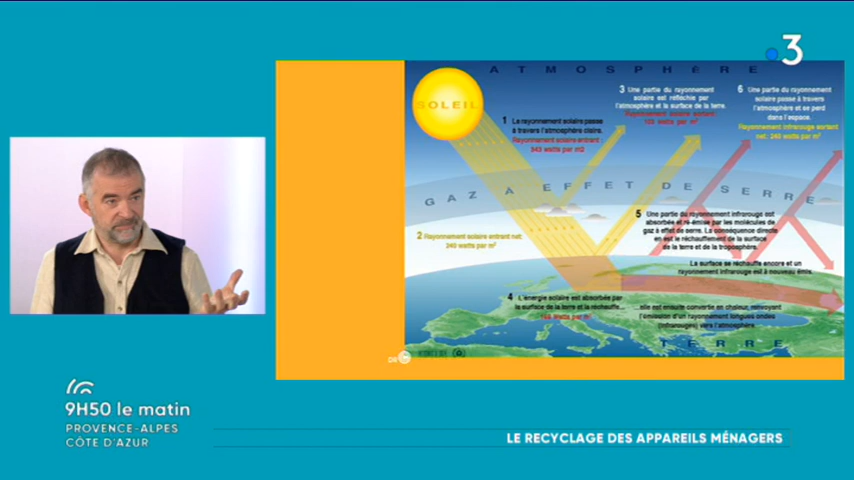 3
ATMOSPHÈRE
SOLEIL
1 Le rayonnement solaire passe
à travers l'atmosphère claire.
Rayonnement solaire entrant :
343 watts par m2
3 Une partie du rayonnement
solaire est réfléchie par
l'atmosphère et la surface de la terre.
Rayonnement solaire sortant :
103 watts par m²
6 Une partie du rayonnement
solaire passe à travers
l'atmosphère et se perd
dans l'espace.
Rayonnement infrarouge sortant
net: 240 watts par m²
GAZ A EFFET DE SERRE
2 Rayonnement solaire entrant net:
240 watts par m²
5 Une partie du rayonnement infrarouge est
absorbée et ré-émise par les molécules de
gaz à effet de serre. La conséquence directe
en est le réchauffement de la surface
de la terre et de la troposphère.
La surface se réchauffe encore et un
rayonnement infrarouge est à nouveau émis.
4 L'énergie solaire est absorbée par
la surface de la terre et la réchauffe...
168 watts par m²
...elle est ensuite convertie en chaleur, renvoyant
l'émission d'un rayonnement longues ondes
(infrarouges) vers l'atmosphère.
TERRE
9H50 le matin
PROVENCE-ALPES
CÔTE D'AZUR
LE RECYCLAGE DES APPAREILS MÉNAGERS